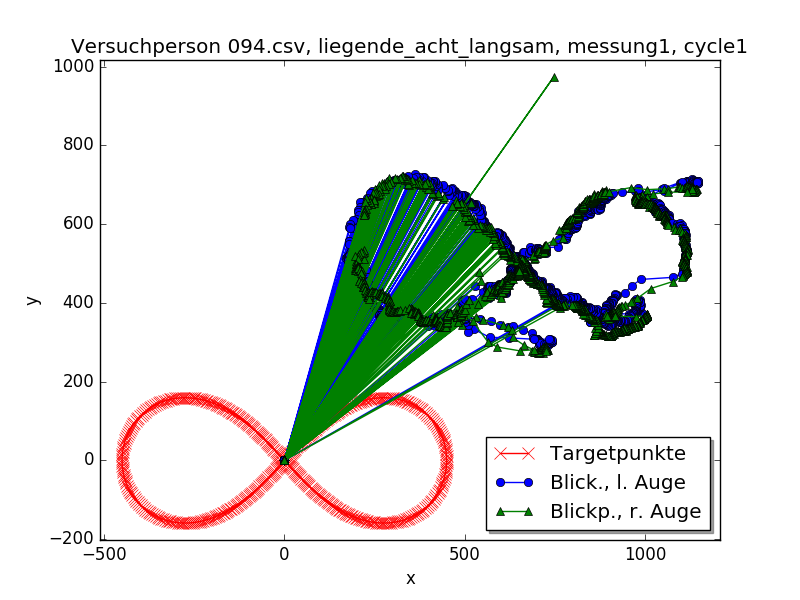 Versuchperson 094.csv, liegende_acht_langsam, messung1, cycle1
1000
800
600
400
200
0
−200
−500
0
500
1000
y
x
Targetpunkte
Blick., l. Auge
Blickp., r. Auge